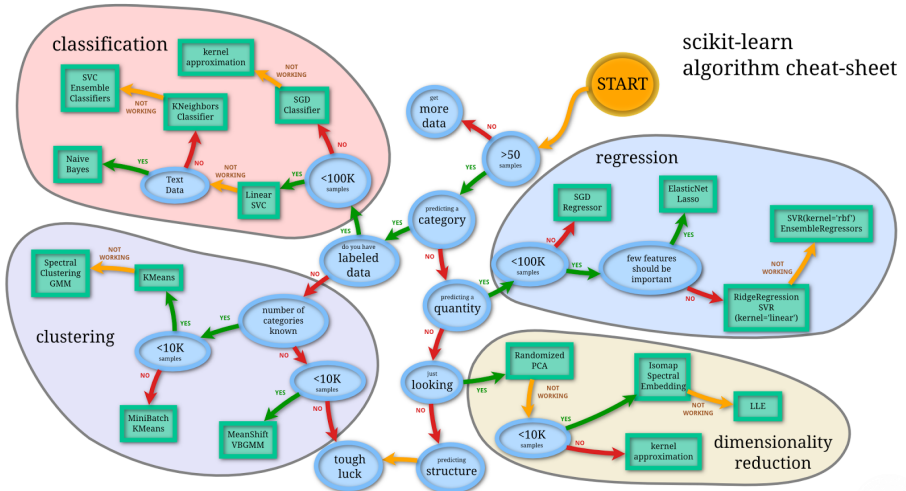 scikit-learn
algorithm cheat-sheet
START
classification
kernel
approximation
NOT
WORKING
SVC
Ensemble
Classifiers
NOT
WORKING
KNeighbors
Classifier
SGD
Classifier
NO
Naive
Bayes
YES
Text
Data
NO
NOT
WORKING
Linear
SVC
YES
<100K
samples
YES
get
more
data
NO
>50
samples
YES
predicting a
category
YES
NO
do you have
labeled
data
NO
predicting a
quantity
YES
NO
just
looking
YES
NO
predicting
structure
tough
luck
regression
SGD
Regressor
NO
<100K
samples
YES
ElasticNet
Lasso
YES
few features
should be
important
NO
SVR(kernel='rbf')
EnsembleRegressors
NOT
WORKING
RidgeRegression
SVR
(kernel='linear')
clustering
Spectral
Clustering
GMM
NOT
WORKING
KMeans
YES
number of
categories
known
YES
NO
<10K
samples
NO
MiniBatch
KMeans
<10K
samples
YES
NO
MeanShift
VBGMM
Randomized
PCA
NOT
WORKING
<10K
samples
YES
NO
Isomap
Spectral
Embedding
NOT
WORKING
LLE
kernel
approximation
dimensionality
reduction